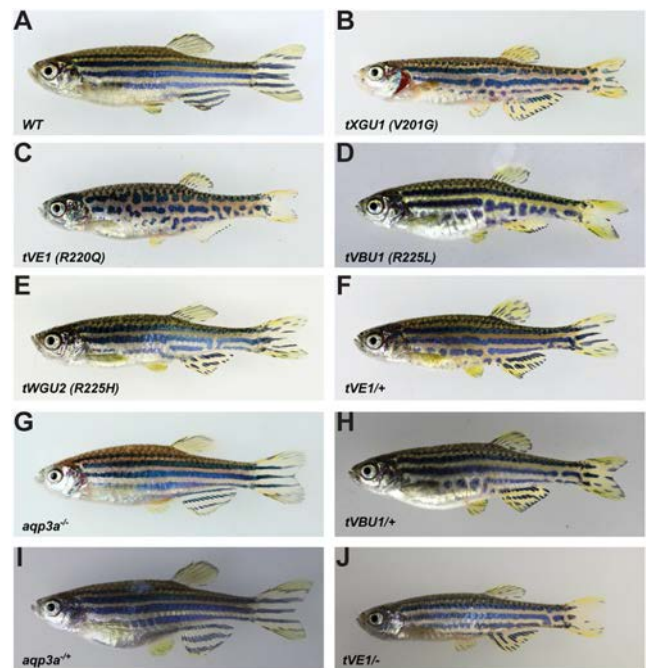 A
WT
B
tXGU1 (V201G)
C
tVE1 (R220Q)
D
tVBU1 (R225L)
E
tWGU2 (R225H)
F
tVE1/+
G
aqp3a-/-
H
tVBU1/+
I
aqp3a-/+
J
tVE1/-